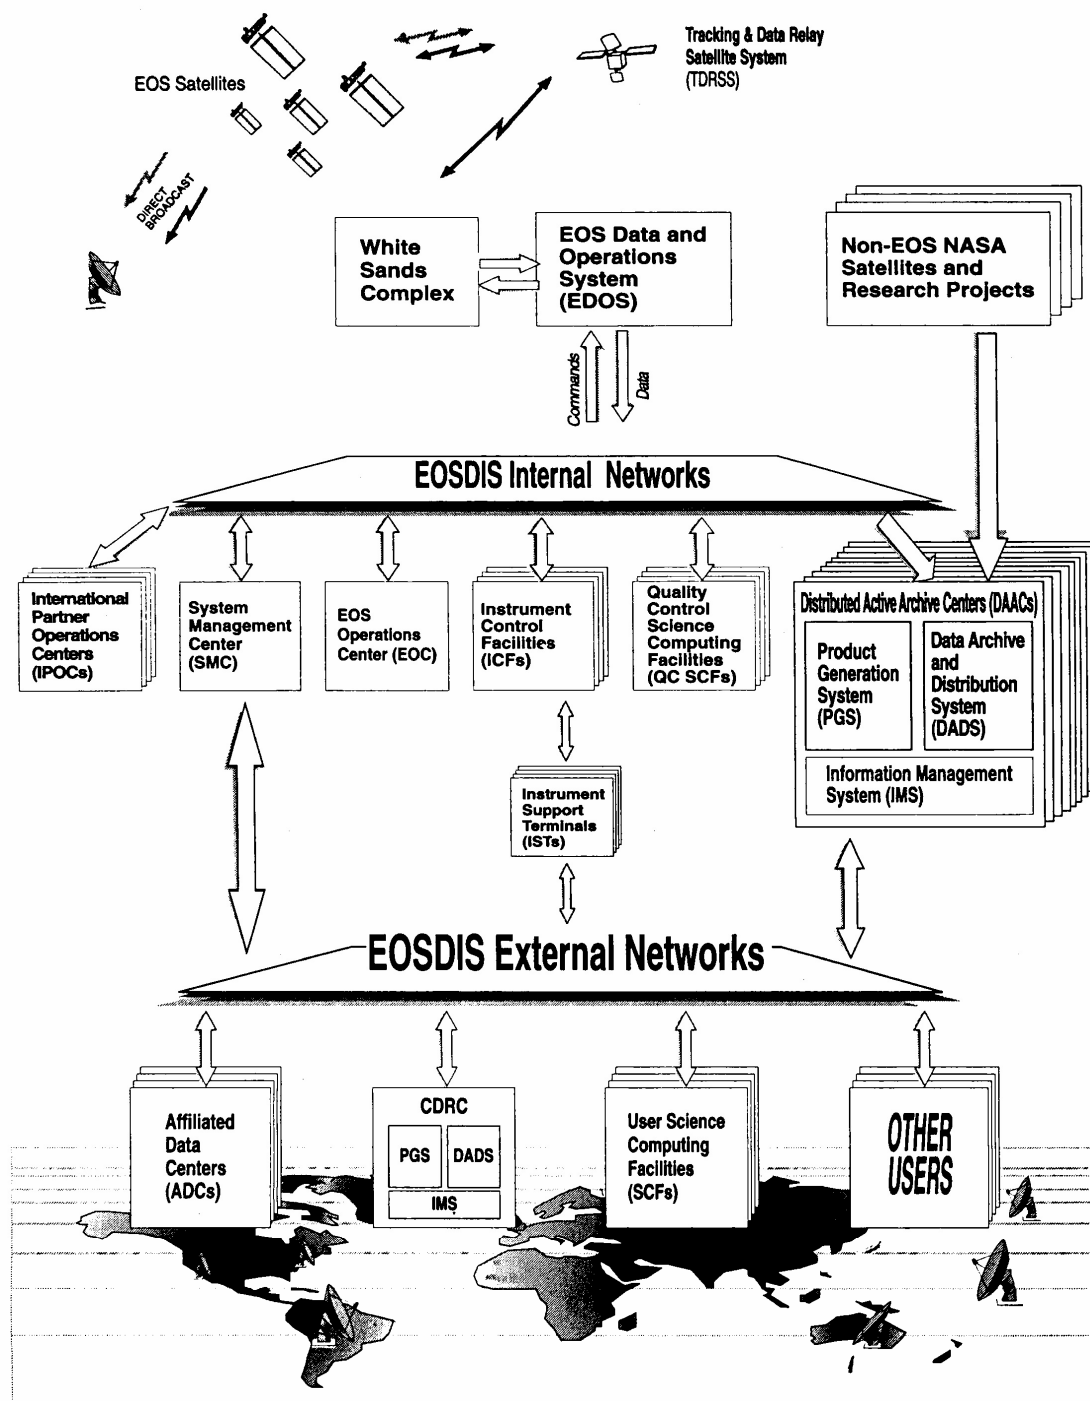 Tracking & Data Relay
Satellite System
(TDRSS)
EOS Satellites
DIRECT
BROADCAST
White
Sands
Complex
EOS Data and
Operations
System
(EDOS)
Non-EOS NASA
Satellites and
Research Projects
Commands
Data
EOSDIS Internal Networks
International
Partner
Operations
Centers
(IPOCs)
System
Management
Center
(SMC)
EOS
Operations
Center (EOC)
Instrument
Control
Facilities
(ICFs)
Quality
Control
Science
Computing
Facilities
(QC SCFs)
Distributed Active Archive Centers (DAACs)
Product
Generation
System
(PGS)
Data Archive
and
Distribution
System
(DADS)
Information Management
System (IMS)
Instrument
Support
Terminals
(ISTs)
EOSDIS External Networks
Affiliated
Data
Centers
(ADCs)
CDRC
PGS
DADS
IMS
User Science
Computing
Facilities
(SCFs)
OTHER
USERS